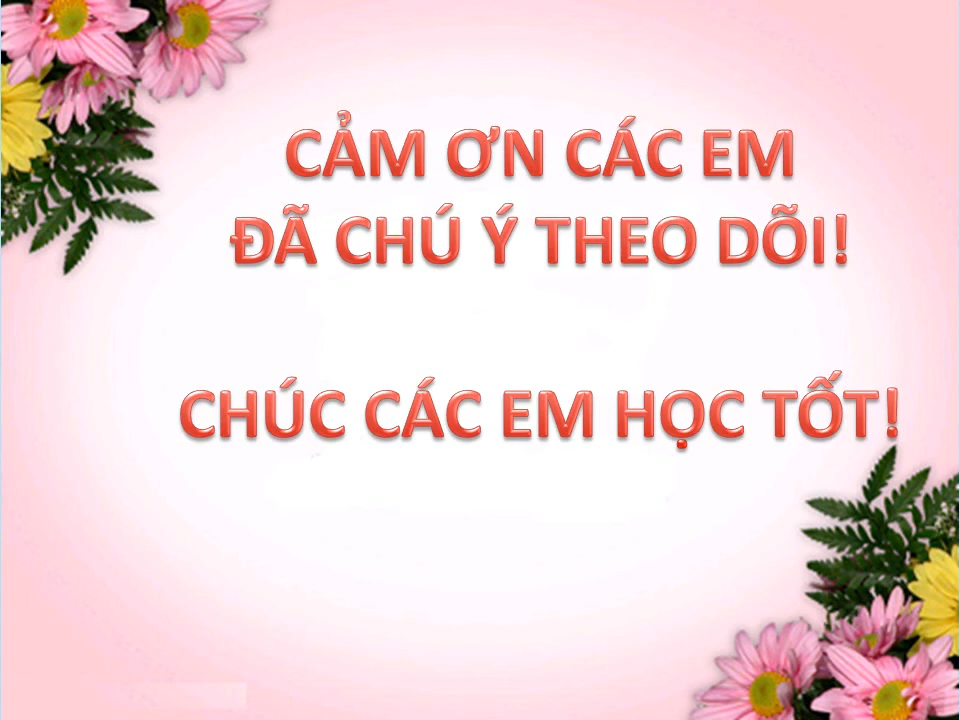 CẢM ƠN CÁC EM
ĐÃ CHÚ Ý THEO DÕI!
CHÚC CÁC EM HỌC TỐT!